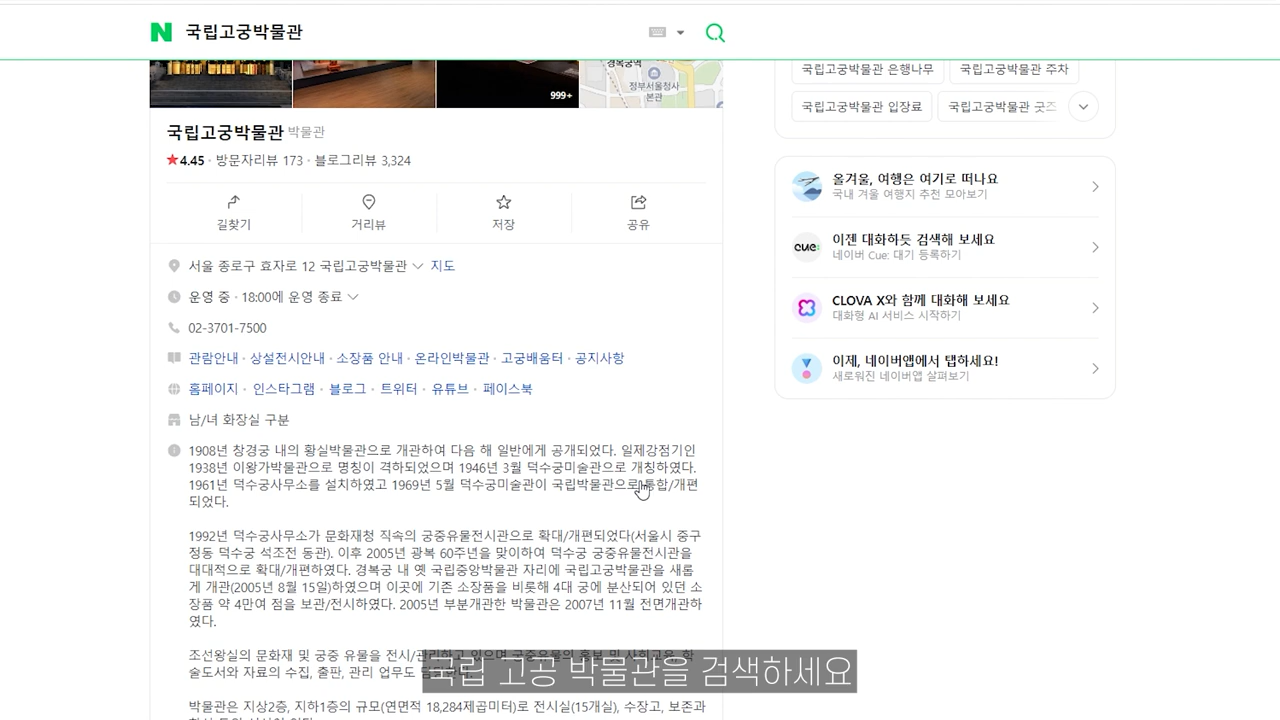 N 국립고궁박물관
경복궁역
정부서울청사
본관
999+
국립고궁박물관 박물관
4.45 · 방문자리뷰 173 · 블로그리뷰 3,324
길찾기
거리뷰
저장
공유
서울 종로구 효자로 12 국립고궁박물관 지도
운영 중 · 18:00에 운영 종료
02-3701-7500
관람안내 · 상설전시안내 · 소장품 안내 · 온라인박물관 · 고궁배움터 · 공지사항
홈페이지 · 인스타그램 · 블로그 · 트위터 · 유튜브 · 페이스북
남/녀 화장실 구분
1908년 창경궁 내의 황실박물관으로 개관하여 다음 해 일반에게 공개되었다. 일제강점기인
1938년 이왕가박물관으로 명칭이 격하되었으며 1946년 3월 덕수궁미술관으로 개칭하였다.
1961년 덕수궁사무소를 설치하였고 1969년 5월 덕수궁미술관이 국립박물관으로 통합/개편
되었다.
1992년 덕수궁사무소가 문화재청 직속의 궁중유물전시관으로 확대/개편되었다(서울시 중구
정동 덕수궁 석조전 동관). 이후 2005년 광복 60주년을 맞이하여 덕수궁 궁중유물전시관을
대대적으로 확대/개편하였다. 경복궁 내 옛 국립중앙박물관 자리에 국립고궁박물관을 새롭
게 개관(2005년 8월 15일)하였으며 이곳에 기존 소장품을 비롯해 4대 궁에 분산되어 있던 소
장품 약 4만여 점을 보관/전시하였다. 2005년 부분개관한 박물관은 2007년 11월 전면개관하
였다.
조선왕실의 문화재 및 궁중 유물을 전시/관리하고 있으며 궁중유물의 홍보 및 사회교육, 학
술도서와 자료의 수집, 출판, 관리 업무도 담당한다.
국립 고공 박물관을 검색하세요
박물관은 지상2층, 지하1층의 규모(연면적 18,284제곱미터)로 전시실(15개실), 수장고, 보존과
국립고궁박물관 은행나무
국립고궁박물관 주차
국립고궁박물관 입장료
국립고궁박물관 굿즈
올겨울, 여행은 여기로 떠나요
국내 겨울 여행지 추천 모아보기
cue:
이젠 대화하듯 검색해 보세요
네이버 Cue: 대기 등록하기
CLOVA X와 함께 대화해 보세요
대화형 AI 서비스 시작하기
이제, 네이버앱에서 탭하세요!
새로워진 네이버앱 살펴보기